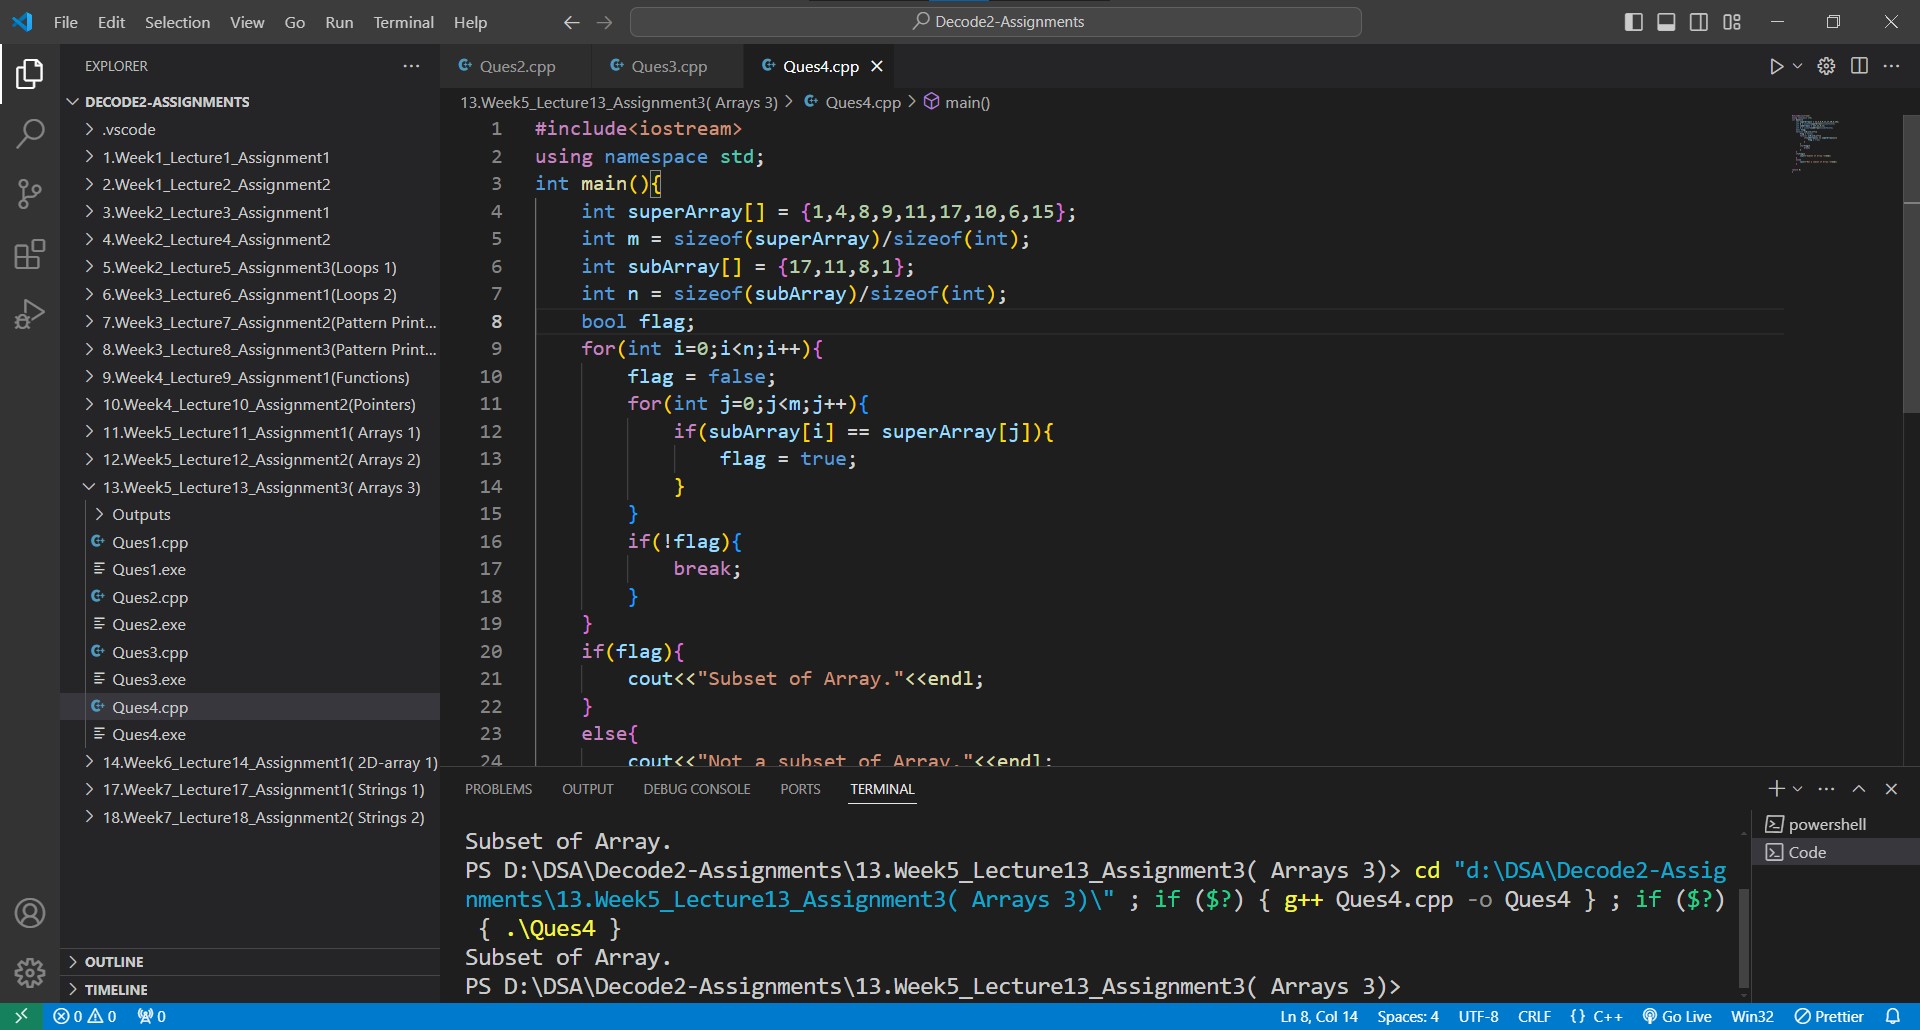 File Edit Selection View Go Run Terminal Help
Decode2-Assignments
EXPLORER
DECODE2-ASSIGNMENTS
.vscode
1.Week1_Lecture1_Assignment1
2.Week1_Lecture2_Assignment2
3.Week2_Lecture3_Assignment1
4.Week2_Lecture4_Assignment2
5.Week2_Lecture5_Assignment3(Loops 1)
6.Week3_Lecture6_Assignment1(Loops 2)
7.Week3_Lecture7_Assignment2(Pattern Print...
8.Week3_Lecture8_Assignment3(Pattern Print...
9.Week4_Lecture9_Assignment1(Functions)
10.Week4_Lecture10_Assignment2(Pointers)
11.Week5_Lecture11_Assignment1( Arrays 1)
12.Week5_Lecture12_Assignment2( Arrays 2)
13.Week5_Lecture13_Assignment3( Arrays 3)
Outputs
Ques1.cpp
Ques1.exe
Ques2.cpp
Ques2.exe
Ques3.cpp
Ques3.exe
Ques4.cpp
Ques4.exe
14.Week6_Lecture14_Assignment1( 2D-array 1)
17.Week7_Lecture17_Assignment1( Strings 1)
18.Week7_Lecture18_Assignment2( Strings 2)
OUTLINE
TIMELINE
Ques2.cpp Ques3.cpp Ques4.cpp
13.Week5_Lecture13_Assignment3( Arrays 3) > Ques4.cpp > main()
1 #include<iostream>
2 using namespace std;
3 int main(){
4 int superArray[] = {1,4,8,9,11,17,10,6,15};
5 int m = sizeof(superArray)/sizeof(int);
6 int subArray[] = {17,11,8,1};
7 int n = sizeof(subArray)/sizeof(int);
8 bool flag;
9 for(int i=0;i<n;i++){
10 flag = false;
11 for(int j=0;j<m;j++){
12 if(subArray[i] == superArray[j]){
13 flag = true;
14 }
15 }
16 if(!flag){
17 break;
18 }
19 }
20 if(flag){
21 cout<<"Subset of Array."<<endl;
22 }
23 else{
24 cout<<"Not a subset of Array."<<endl;
PROBLEMS OUTPUT DEBUG CONSOLE PORTS TERMINAL
Subset of Array.
PS D:\DSA\Decode2-Assignments\13.Week5_Lecture13_Assignment3( Arrays 3)> cd "d:\DSA\Decode2-Assig
nments\13.Week5_Lecture13_Assignment3( Arrays 3)\" ; if ($?) { g++ Ques4.cpp -o Ques4 } ; if ($?)
{ .\Ques4 }
Subset of Array.
PS D:\DSA\Decode2-Assignments\13.Week5_Lecture13_Assignment3( Arrays 3)>
powershell
Code
0 0 0 Ln 8, Col 14 Spaces: 4 UTF-8 CRLF {} C++ Go Live Win32 Prettier